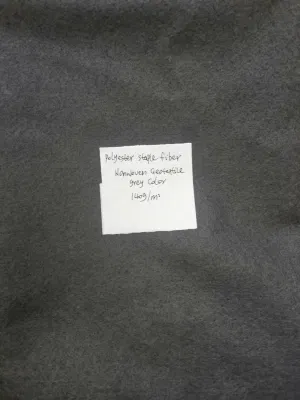 Polyester staple fiber
Nonwoven Geotextile
grey Color
140g/m²